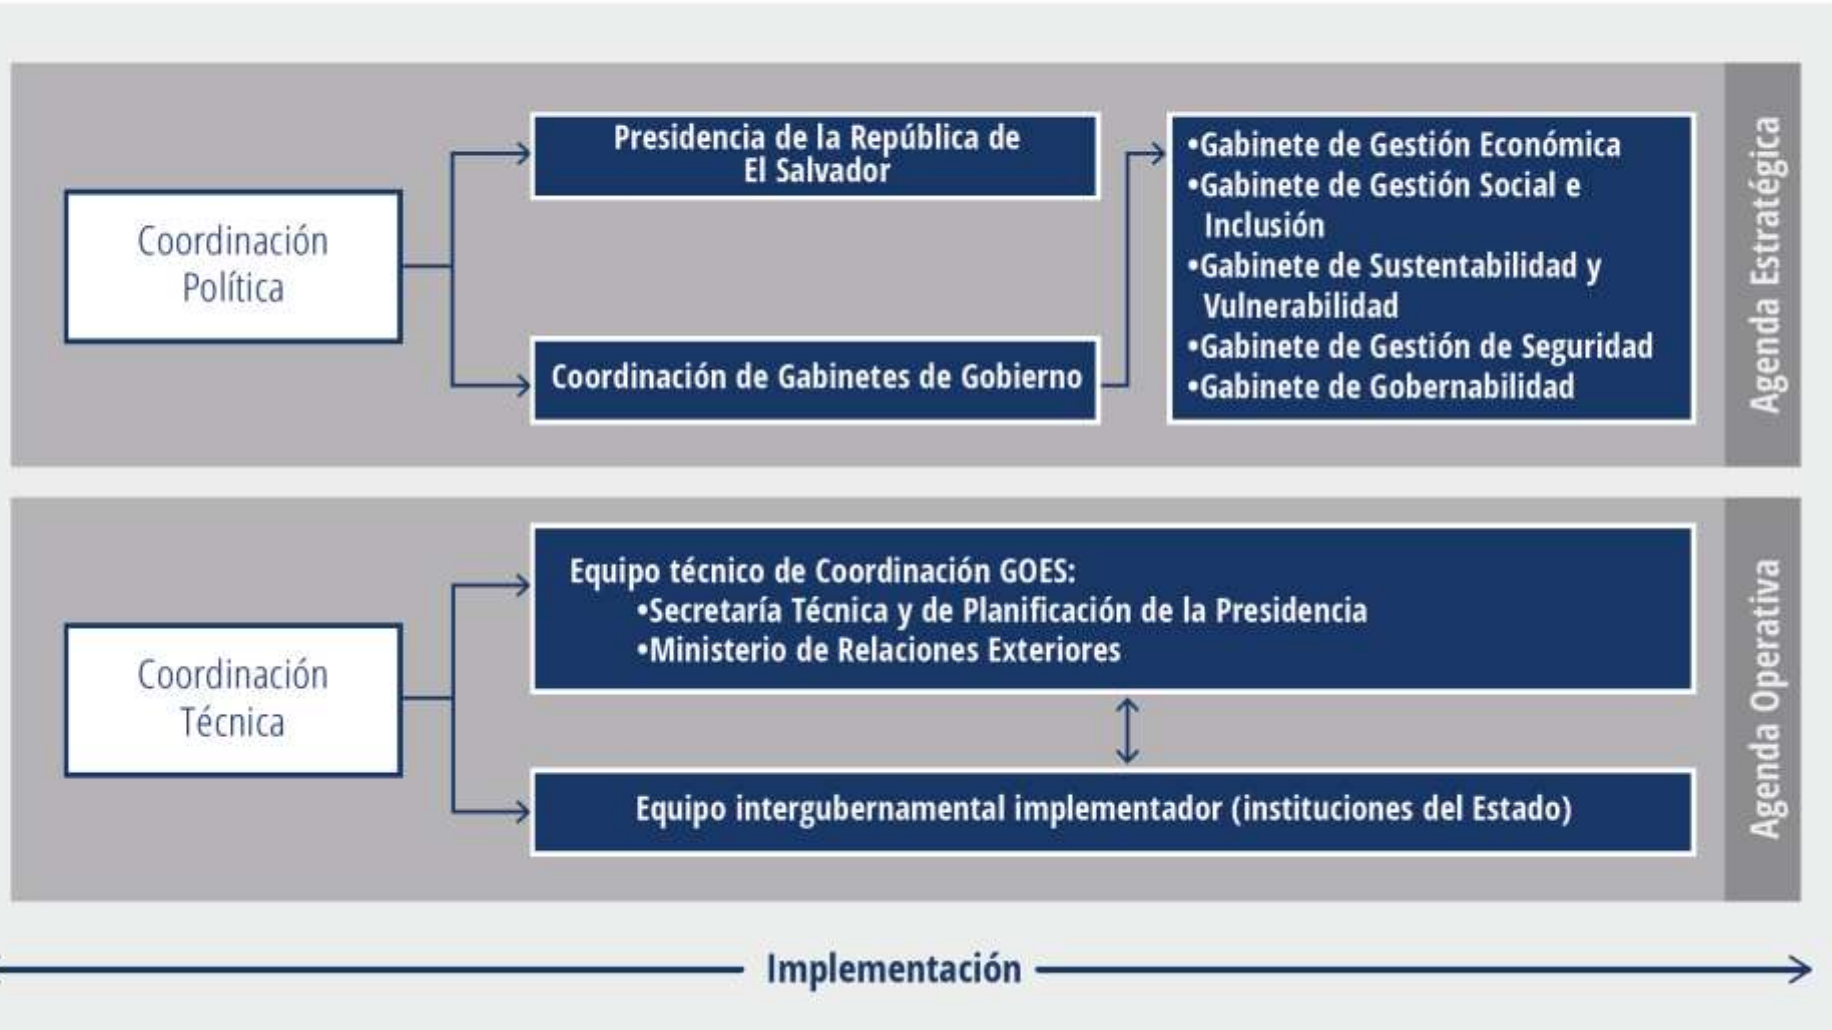 Coordinación
Política
Presidencia de la República de
El Salvador
Coordinación de Gabinetes de Gobierno
•Gabinete de Gestión Económica
•Gabinete de Gestión Social e
Inclusión
•Gabinete de Sustentabilidad y
Vulnerabilidad
•Gabinete de Gestión de Seguridad
•Gabinete de Gobernabilidad
Agenda Estratégica
Coordinación
Técnica
Equipo técnico de Coordinación GOES:
•Secretaría Técnica y de Planificación de la Presidencia
•Ministerio de Relaciones Exteriores
Equipo intergubernamental implementador (instituciones del Estado)
Agenda Operativa
Implementación